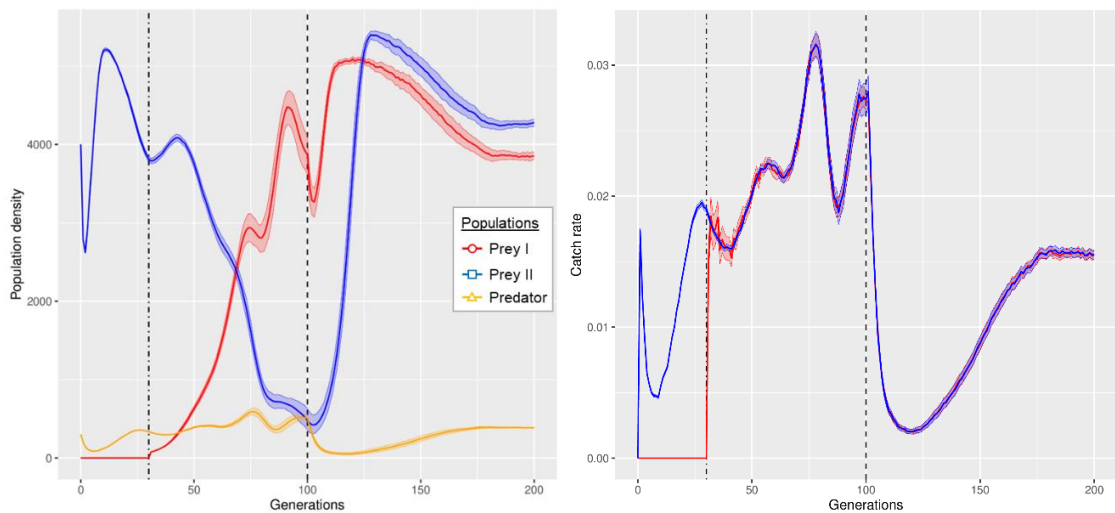 Population density
4000
2000
0
0
50
100
150
200
Generations
Populations
Prey I
Prey II
Predator
Catch rate
0.03
0.02
0.01
0.00
0
50
100
150
200
Generations